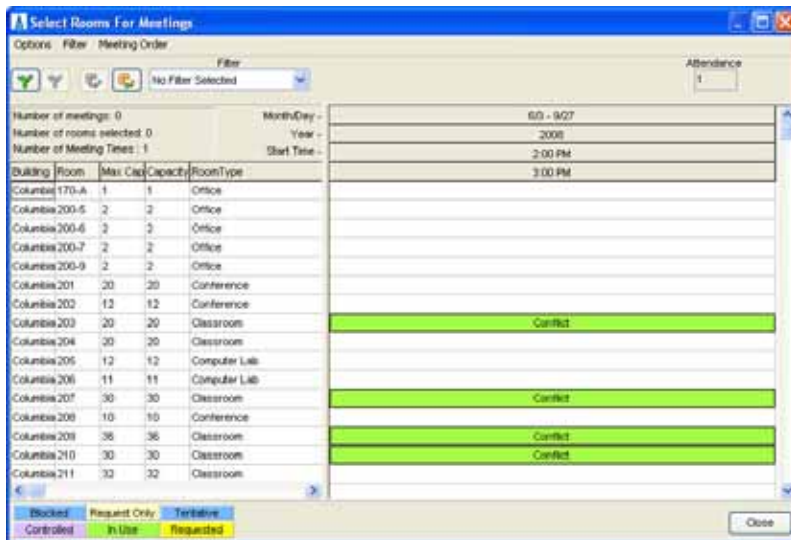 Select Rooms For Meetings
Options Filter Meeting Order
Filter
No Filter Selected
Attendance
1
Number of meetings: 0 Month/Day - 6/3 - 9/27
Number of rooms selected: 0 Year - 2008
Number of Meeting Times : 1 Start Time - 2:00 PM
Building Room Max Cap Capacity RoomType 3:00 PM
Columbia 170-A 1 1 Office
Columbia 200-5 2 2 Office
Columbia 200-6 2 2 Office
Columbia 200-7 2 2 Office
Columbia 200-9 2 2 Office
Columbia 201 20 20 Conference
Columbia 202 12 12 Conference
Columbia 203 20 20 Classroom Conflict
Columbia 204 20 20 Classroom
Columbia 205 12 12 Computer Lab
Columbia 206 11 11 Computer Lab
Columbia 207 30 30 Classroom Conflict
Columbia 208 10 10 Conference
Columbia 209 36 36 Classroom Conflict
Columbia 210 30 30 Classroom Conflict
Columbia 211 32 32 Classroom
Blocked Request Only Tentative
Controlled In Use Requested
Close